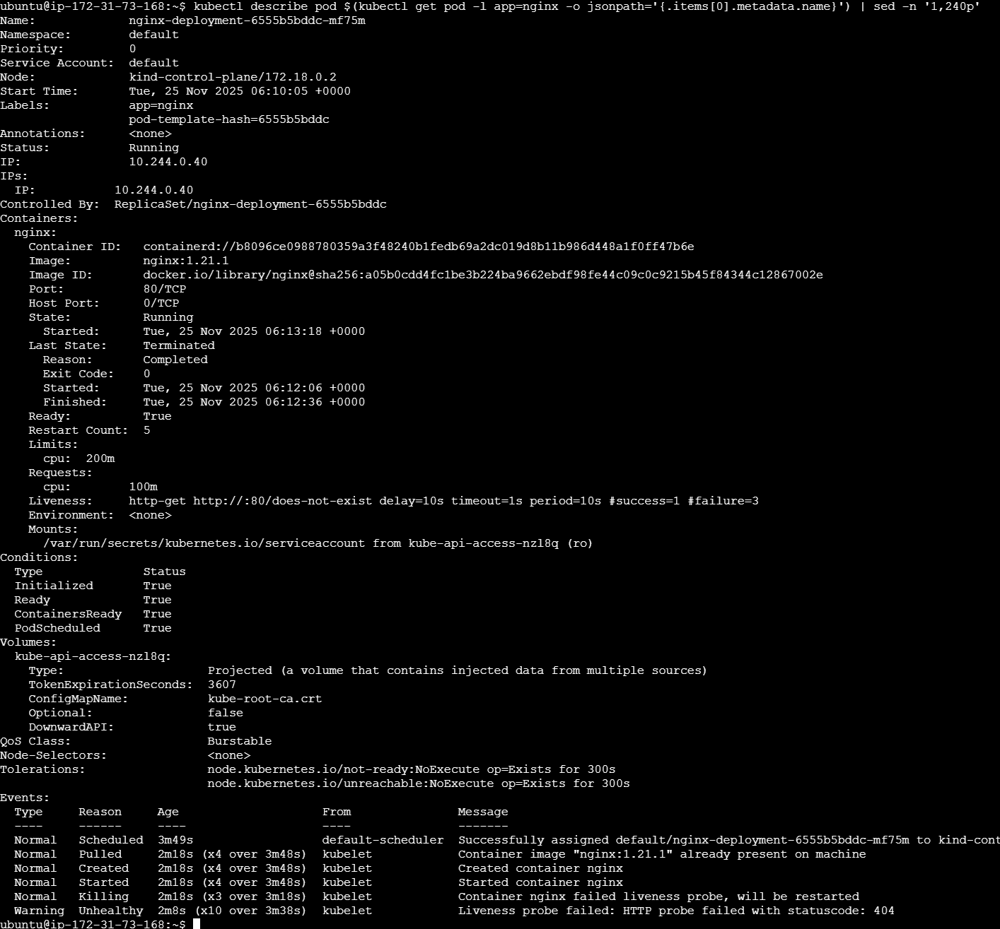 ubuntu@ip-172-31-73-168:~$ kubectl describe pod $(kubectl get pod -l app=nginx -o jsonpath='{.items[0].metadata.name}') | sed -n '1,240p'
Name:             nginx-deployment-6555b5bddc-mf75m
Namespace:        default
Priority:         0
Service Account:  default
Node:             kind-control-plane/172.18.0.2
Start Time:       Tue, 25 Nov 2025 06:10:05 +0000
Labels:           app=nginx
                  pod-template-hash=6555b5bddc
Annotations:      <none>
Status:           Running
IP:               10.244.0.40
IPs:
  IP:           10.244.0.40
Controlled By:  ReplicaSet/nginx-deployment-6555b5bddc
Containers:
  nginx:
    Container ID:   containerd://b8096ce0988780359a3f48240b1fedb69a2dc019d8b11b986d448a1f0ff47b6e
    Image:          nginx:1.21.1
    Image ID:       docker.io/library/nginx@sha256:a05b0cdd4fc1be3b224ba9662ebdf98fe44c09c0c9215b45f84344c12867002e
    Port:           80/TCP
    Host Port:      0/TCP
    State:          Running
      Started:      Tue, 25 Nov 2025 06:13:18 +0000
    Last State:     Terminated
      Reason:       Completed
      Exit Code:    0
      Started:      Tue, 25 Nov 2025 06:12:06 +0000
      Finished:     Tue, 25 Nov 2025 06:12:36 +0000
    Ready:          True
    Restart Count:  5
    Limits:
      cpu:  200m
    Requests:
      cpu:        100m
    Liveness:     http-get http://:80/does-not-exist delay=10s timeout=1s period=10s #success=1 #failure=3
    Environment:  <none>
    Mounts:
      /var/run/secrets/kubernetes.io/serviceaccount from kube-api-access-nzl8q (ro)
Conditions:
  Type              Status
  Initialized       True
  Ready             True
  ContainersReady   True
  PodScheduled      True
Volumes:
  kube-api-access-nzl8q:
    Type:                    Projected (a volume that contains injected data from multiple sources)
    TokenExpirationSeconds:  3607
    ConfigMapName:           kube-root-ca.crt
    Optional:                false
    DownwardAPI:             true
QoS Class:                   Burstable
Node-Selectors:              <none>
Tolerations:                 node.kubernetes.io/not-ready:NoExecute op=Exists for 300s
                             node.kubernetes.io/unreachable:NoExecute op=Exists for 300s
Events:
  Type     Reason     Age                    From               Message
  ----     ------     ----                   ----               -------
  Normal   Scheduled  3m49s                  default-scheduler  Successfully assigned default/nginx-deployment-6555b5bddc-mf75m to kind-cont
  Normal   Pulled     2m18s (x4 over 3m48s)  kubelet            Container image "nginx:1.21.1" already present on machine
  Normal   Created    2m18s (x4 over 3m48s)  kubelet            Created container nginx
  Normal   Started    2m18s (x4 over 3m48s)  kubelet            Started container nginx
  Normal   Killing    2m18s (x3 over 3m18s)  kubelet            Container nginx failed liveness probe, will be restarted
  Warning  Unhealthy  2m8s (x10 over 3m38s)  kubelet            Liveness probe failed: HTTP probe failed with statuscode: 404
ubuntu@ip-172-31-73-168:~$